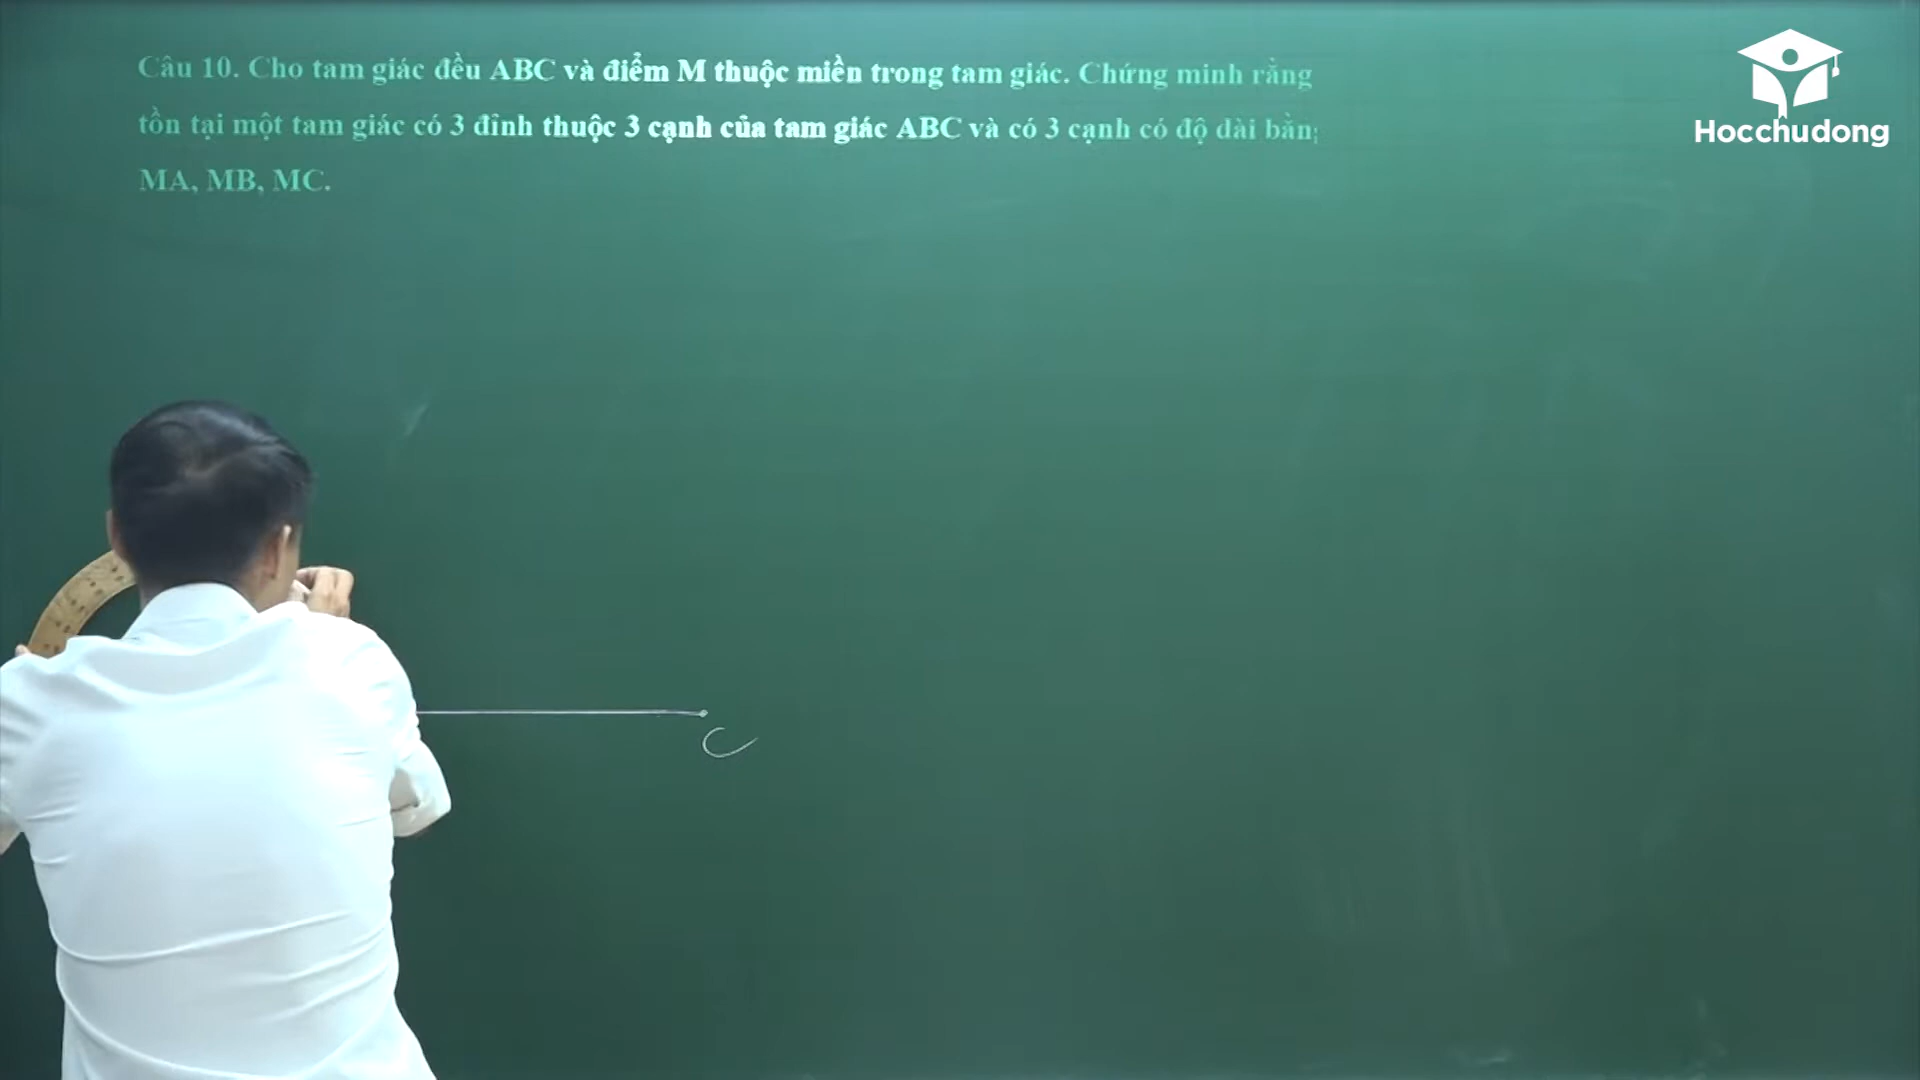 Câu 10. Cho tam giác đều ABC và điểm M thuộc miền trong tam giác. Chứng minh rằng
tồn tại một tam giác có 3 đỉnh thuộc 3 cạnh của tam giác ABC và có 3 cạnh có độ dài bằn
MA, MB, MC.
Hocchudong
C